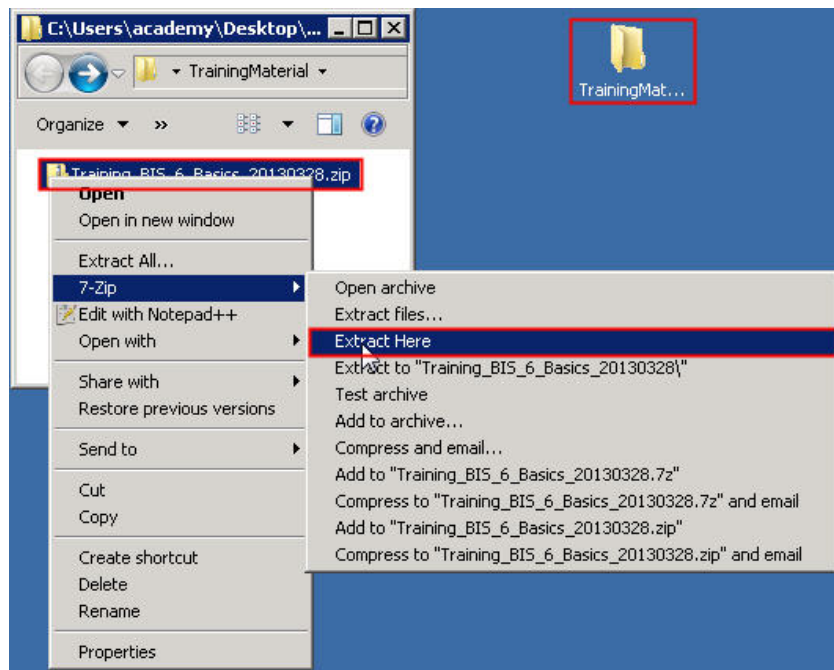 C:\Users\academy\Desktop\...
TrainingMaterial
Organize
»
TrainingMat...
Training_BIS_6_Basics_20130328.zip
Open
Open in new window
Extract All...
7-Zip
Edit with Notepad++
Open with
Share with
Restore previous versions
Send to
Cut
Copy
Create shortcut
Delete
Rename
Properties
Open archive
Extract files...
Extract Here
Extract to "Training_BIS_6_Basics_20130328\"
Test archive
Add to archive...
Compress and email...
Add to "Training_BIS_6_Basics_20130328.7z"
Compress to "Training_BIS_6_Basics_20130328.7z" and email
Add to "Training_BIS_6_Basics_20130328.zip"
Compress to "Training_BIS_6_Basics_20130328.zip" and email